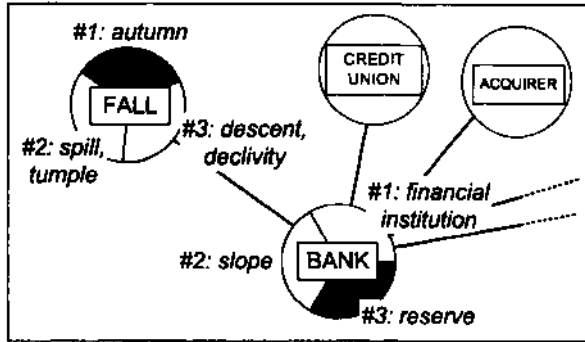 #1: autumn
FALL
#2: spill,
tumple
#3: descent,
declivity
CREDIT
UNION
ACQUIRER
#1: financial
institution
#2: slope
BANK
#3: reserve